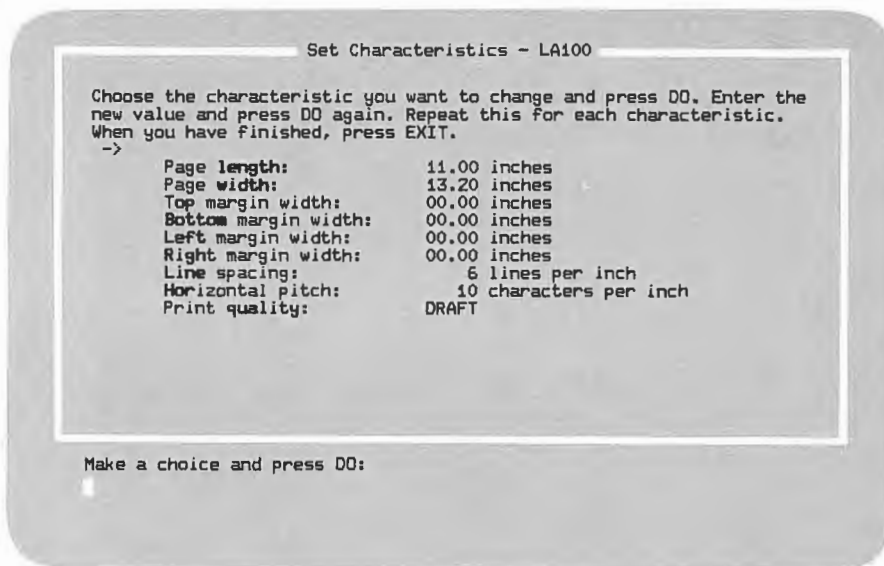 Set Characteristics - LA100
Choose the characteristic you want to change and press DO. Enter the
new value and press DO again. Repeat this for each characteristic.
When you have finished, press EXIT.
->
Page length: 11.00 inches
Page width: 13.20 inches
Top margin width: 00.00 inches
Bottom margin width: 00.00 inches
Left margin width: 00.00 inches
Right margin width: 00.00 inches
Line spacing: 6 lines per inch
Horizontal pitch: 10 characters per inch
Print quality: DRAFT
Make a choice and press DO: